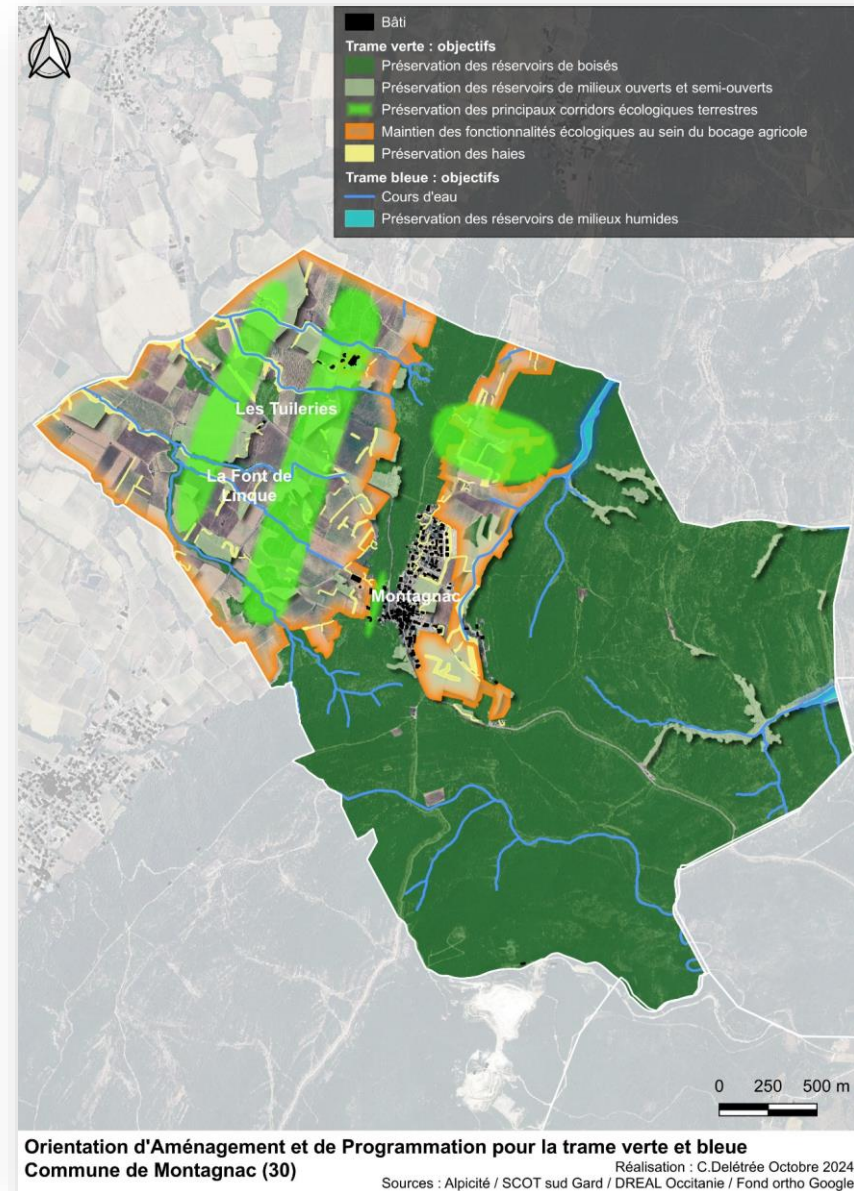 N
Bâti
Trame verte : objectifs
Préservation des réservoirs de boisés
Préservation des réservoirs de milieux ouverts et semi-ouverts
Préservation des principaux corridors écologiques terrestres
Maintien des fonctionnalités écologiques au sein du bocage agricole
Préservation des haies
Trame bleue : objectifs
Cours d'eau
Préservation des réservoirs de milieux humides
Les Tuileries
La Font de
Linque
Montagnac
0 250 500 m
Orientation d'Aménagement et de Programmation pour la trame verte et bleue
Commune de Montagnac (30)
Réalisation : C.Delétrée Octobre 2024
Sources : Alpicité / SCOT sud Gard / DREAL Occitanie / Fond ortho Google